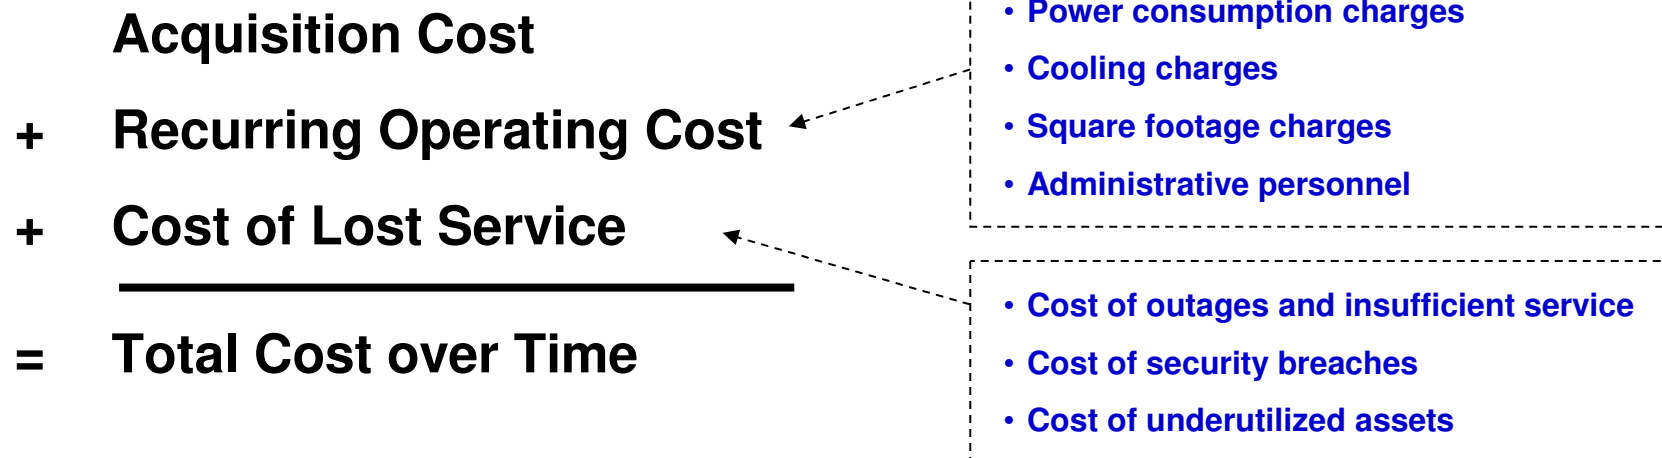 Acquisition Cost
+ Recurring Operating Cost
+ Cost of Lost Service
= Total Cost over Time
• Power consumption charges
• Cooling charges
• Square footage charges
• Administrative personnel
• Cost of outages and insufficient service
• Cost of security breaches
• Cost of underutilized assets